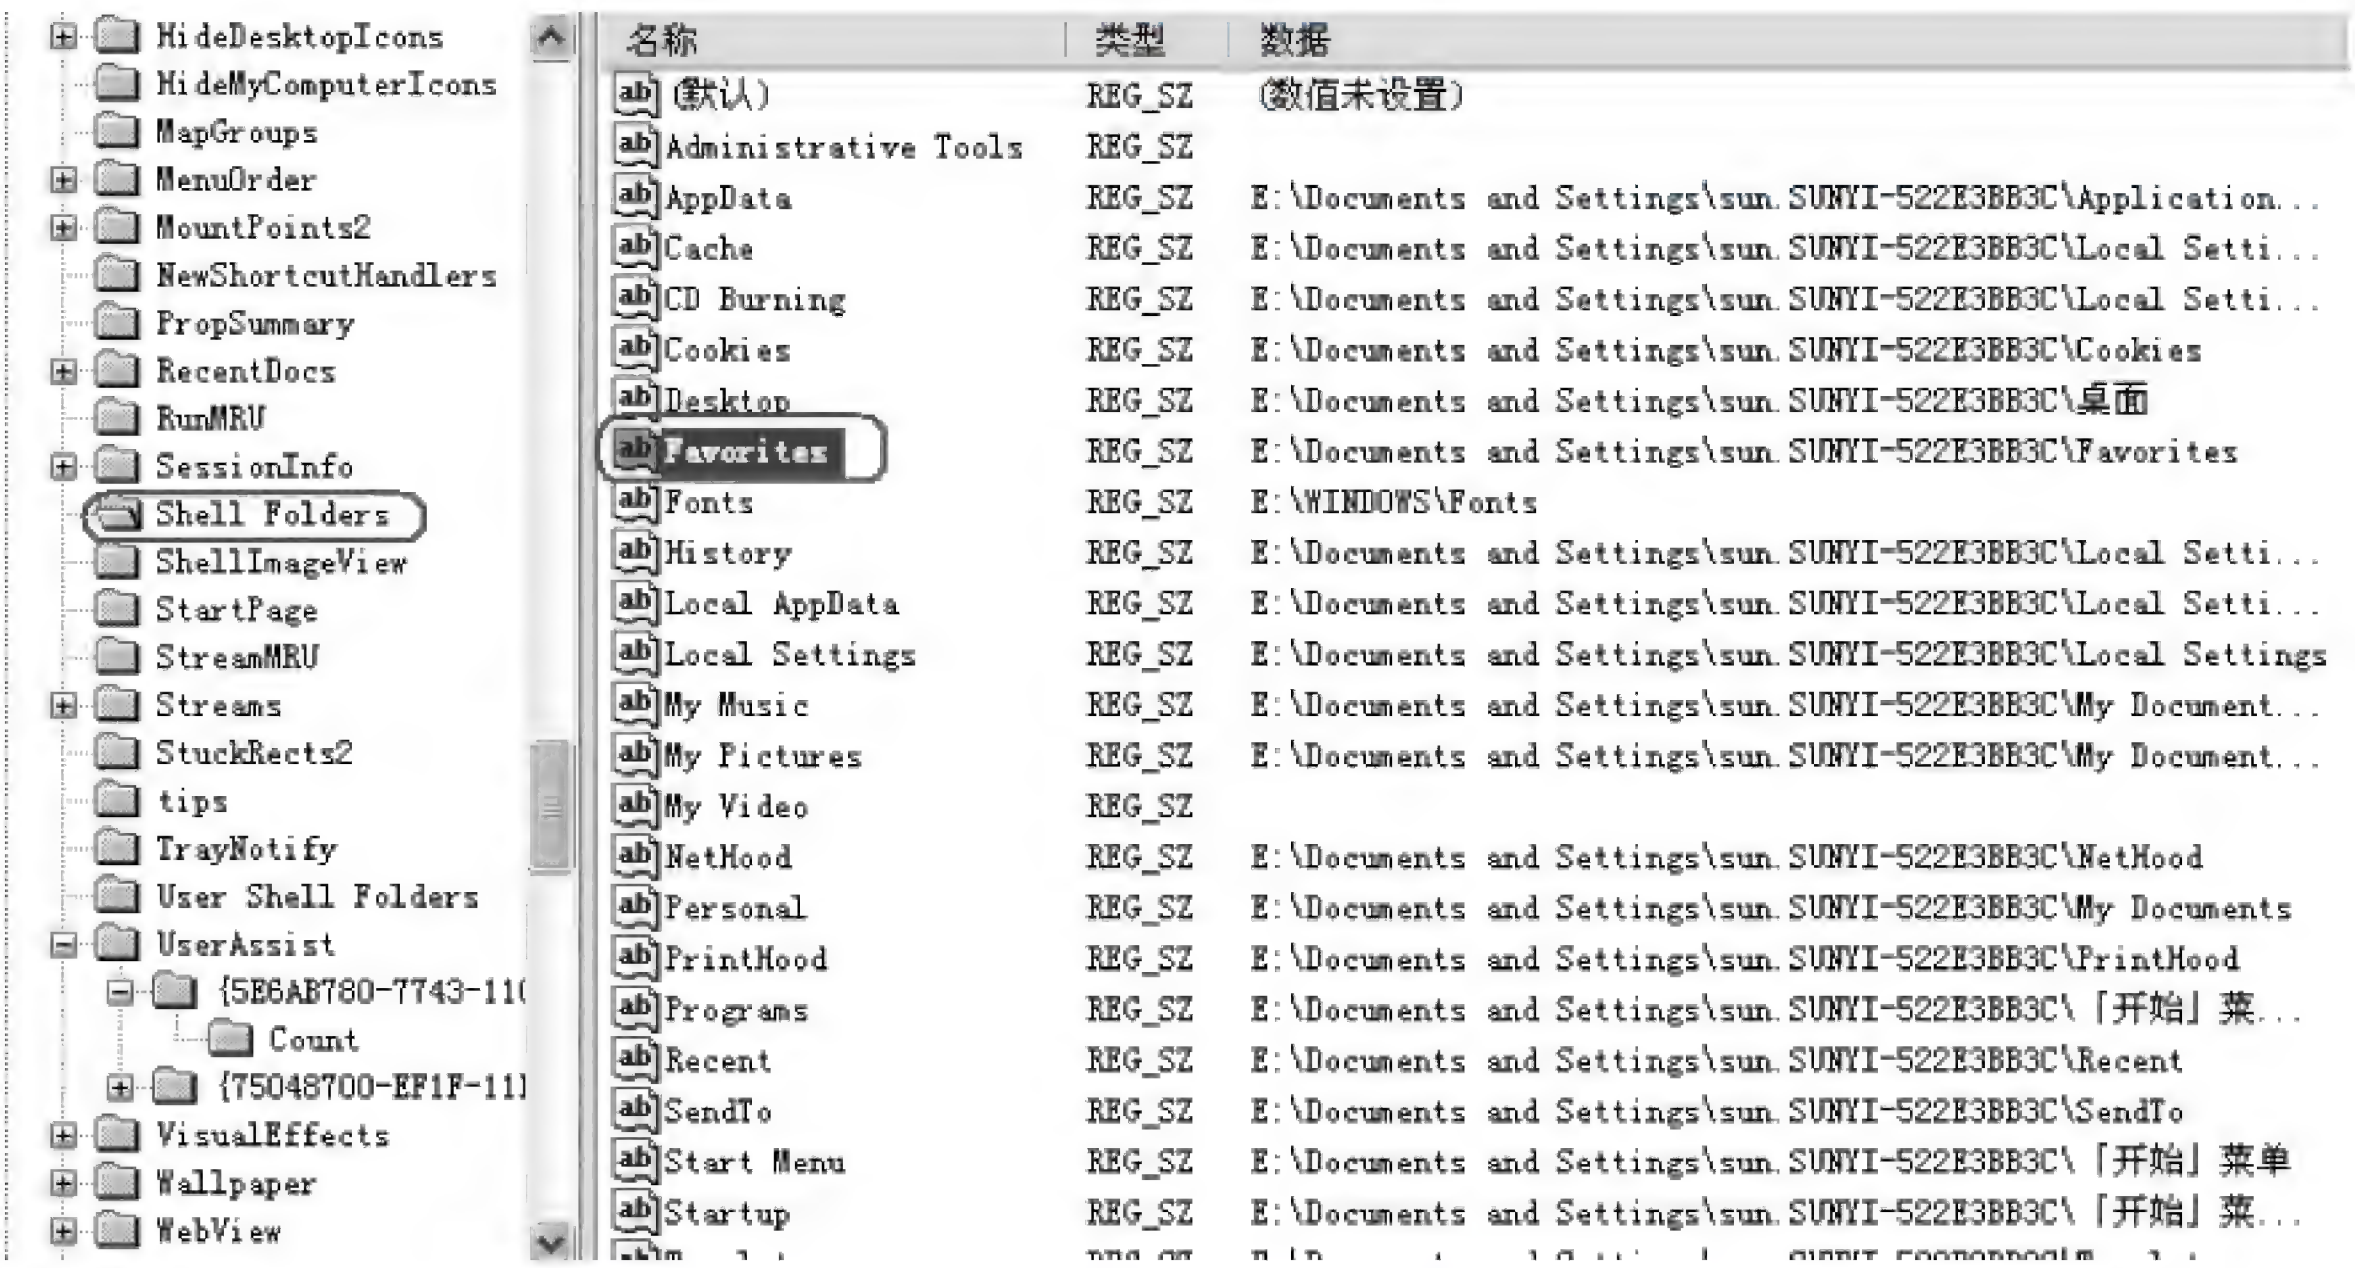 HideDesktopIcons
HideMyComputerIcons
MapGroups
MenuOrder
MountPoints2
NewShortcutHandlers
PropSummary
RecentDocs
RunMRU
SessionInfo
Shell Folders
ShellImageView
StartPage
StreamMRU
Streams
StuckRects2
tips
TrayNotify
User Shell Folders
UserAssist
{5E6AB780-7743-11C
Count
{75048700-EF1F-11D
VisualEffects
Wallpaper
WebView
名称 类型 数据
(默认) REG_SZ (数值未设置)
Administrative Tools REG_SZ
AppData REG_SZ E:\Documents and Settings\sun.SUNYI-522E3BB3C\Application...
Cache REG_SZ E:\Documents and Settings\sun.SUNYI-522E3BB3C\Local Setti...
CD Burning REG_SZ E:\Documents and Settings\sun.SUNYI-522E3BB3C\Local Setti...
Cookies REG_SZ E:\Documents and Settings\sun.SUNYI-522E3BB3C\Cookies
Desktop REG_SZ E:\Documents and Settings\sun.SUNYI-522E3BB3C\桌面
Favorites REG_SZ E:\Documents and Settings\sun.SUNYI-522E3BB3C\Favorites
Fonts REG_SZ E:\WINDOWS\Fonts
History REG_SZ E:\Documents and Settings\sun.SUNYI-522E3BB3C\Local Setti...
Local AppData REG_SZ E:\Documents and Settings\sun.SUNYI-522E3BB3C\Local Setti...
Local Settings REG_SZ E:\Documents and Settings\sun.SUNYI-522E3BB3C\Local Settings
My Music REG_SZ E:\Documents and Settings\sun.SUNYI-522E3BB3C\My Document...
My Pictures REG_SZ E:\Documents and Settings\sun.SUNYI-522E3BB3C\My Document...
My Video REG_SZ
NetHood REG_SZ E:\Documents and Settings\sun.SUNYI-522E3BB3C\NetHood
Personal REG_SZ E:\Documents and Settings\sun.SUNYI-522E3BB3C\My Documents
PrintHood REG_SZ E:\Documents and Settings\sun.SUNYI-522E3BB3C\PrintHood
Programs REG_SZ E:\Documents and Settings\sun.SUNYI-522E3BB3C\「开始」菜...
Recent REG_SZ E:\Documents and Settings\sun.SUNYI-522E3BB3C\Recent
SendTo REG_SZ E:\Documents and Settings\sun.SUNYI-522E3BB3C\SendTo
Start Menu REG_SZ E:\Documents and Settings\sun.SUNYI-522E3BB3C\「开始」菜单
Startup REG_SZ E:\Documents and Settings\sun.SUNYI-522E3BB3C\「开始」菜...